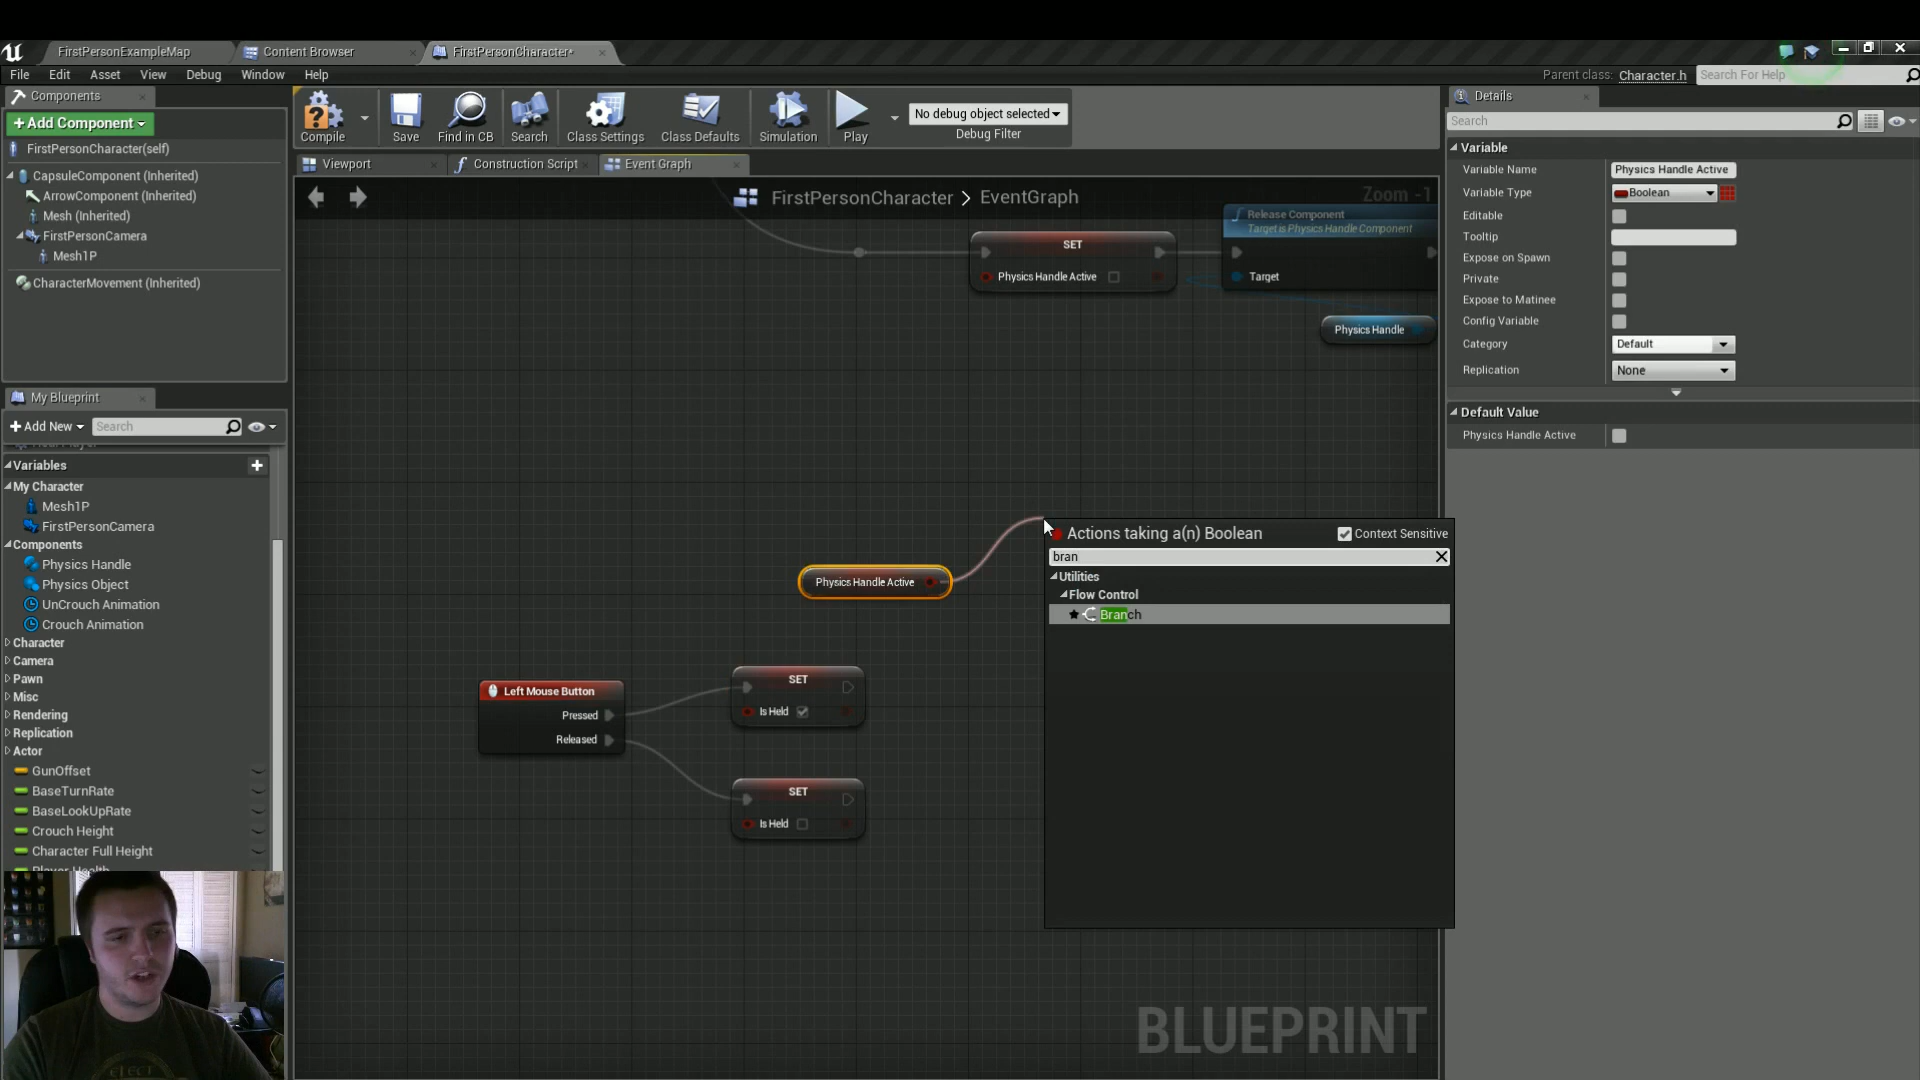 FirstPersonExampleMap
Content Browser
FirstPersonCharacter*
File Edit Asset View Debug Window Help
Parent class: Character.h
Search For Help
Components
+Add Component
FirstPersonCharacter(self)
CapsuleComponent (Inherited)
ArrowComponent (Inherited)
Mesh (Inherited)
FirstPersonCamera
Mesh1P
CharacterMovement (Inherited)
Compile
Save
Find in CB
Search
Class Settings
Class Defaults
Simulation
Play
No debug object selected
Debug Filter
Viewport
Construction Script
Event Graph
FirstPersonCharacter > EventGraph
Zoom -1
My Blueprint
+Add New
Search
Variables
My Character
Mesh1P
FirstPersonCamera
Components
Physics Handle
Physics Object
UnCrouch Animation
Crouch Animation
Character
Camera
Pawn
Misc
Rendering
Replication
Actor
GunOffset
BaseTurnRate
BaseLookUpRate
Crouch Height
Character Full Height
Player Health
SET
Physics Handle Active
Release Component
Target is Physics Handle Component
Target
Physics Handle
Physics Handle Active
Left Mouse Button
Pressed
Released
SET
Is Held
SET
Is Held
Actions taking a(n) Boolean
Context Sensitive
bran
Utilities
Flow Control
Branch
BLUEPRINT
Details
Search
Variable
Variable Name
Physics Handle Active
Variable Type
Boolean
Editable
Tooltip
Expose on Spawn
Private
Expose to Matinee
Config Variable
Category
Default
Replication
None
Default Value
Physics Handle Active